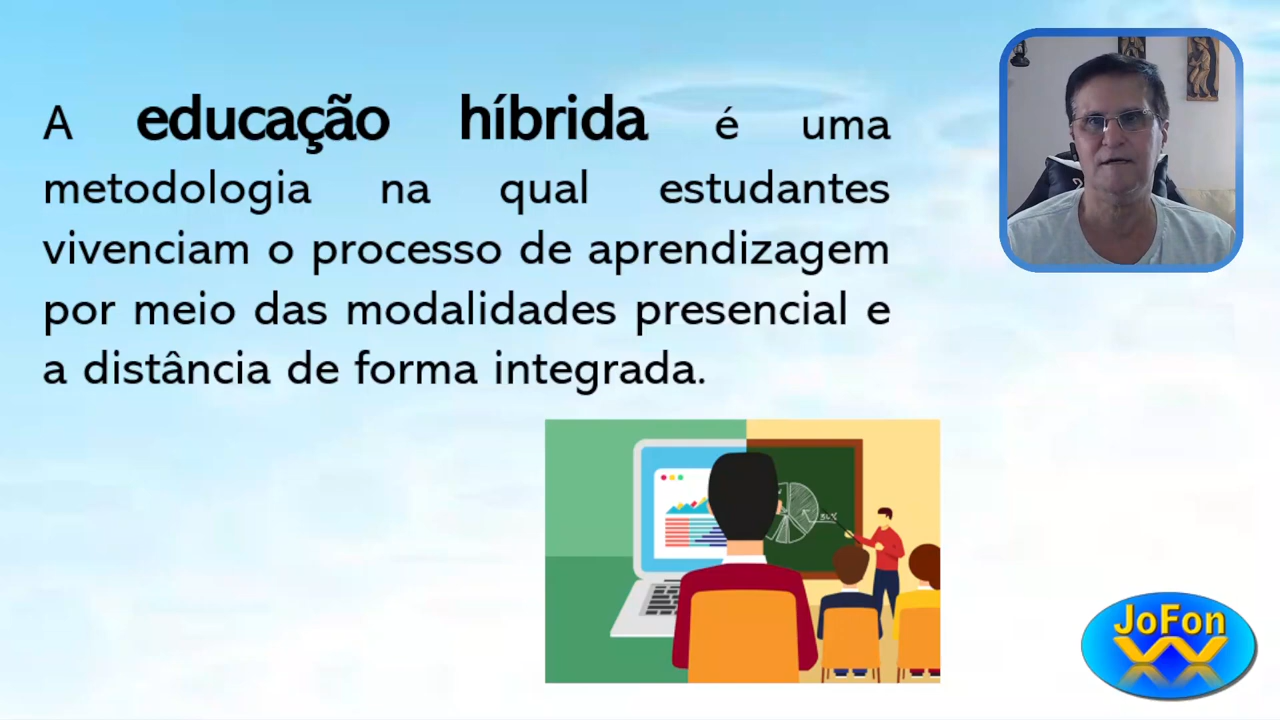 A educação híbrida é uma
metodologia na qual estudantes
vivenciam o processo de aprendizagem
por meio das modalidades presencial e
a distância de forma integrada.
JoFon